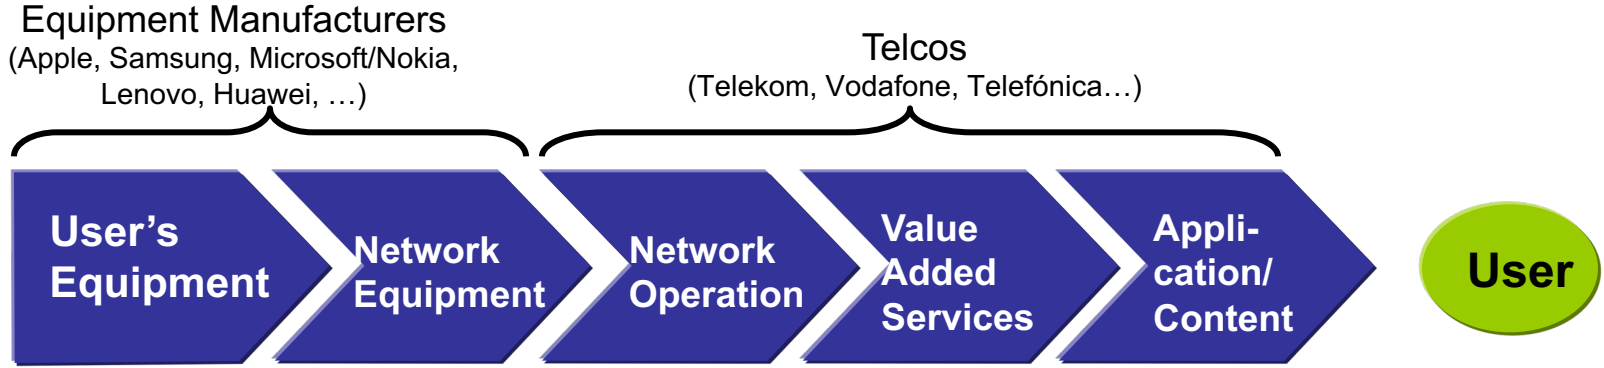 Equipment Manufacturers
(Apple, Samsung, Microsoft/Nokia,
Lenovo, Huawei, …)
Telcos
(Telekom, Vodafone, Telefónica…)
User’s
Equipment
Network
Equipment
Network
Operation
Value
Added
Services
Appli-
cation/
Content
User